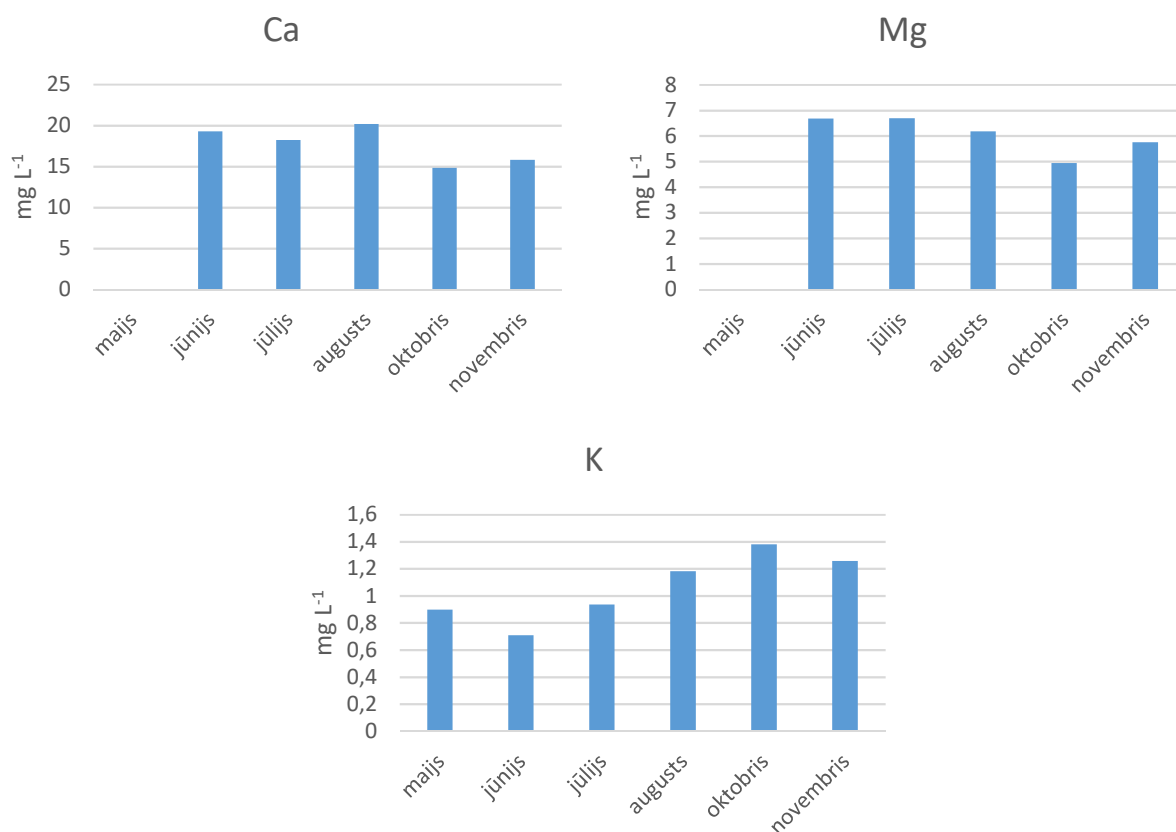 Ca
25
20
15
10
5
0
mg L⁻¹
maijs
jūnijs
jūlijs
augusts
oktobris
novembris
Mg
8
7
6
5
4
3
2
1
0
mg L⁻¹
maijs
jūnijs
jūlijs
augusts
oktobris
novembris
K
1,6
1,4
1,2
1
0,8
0,6
0,4
0,2
0
mg L⁻¹
maijs
jūnijs
jūlijs
augusts
oktobris
novembris